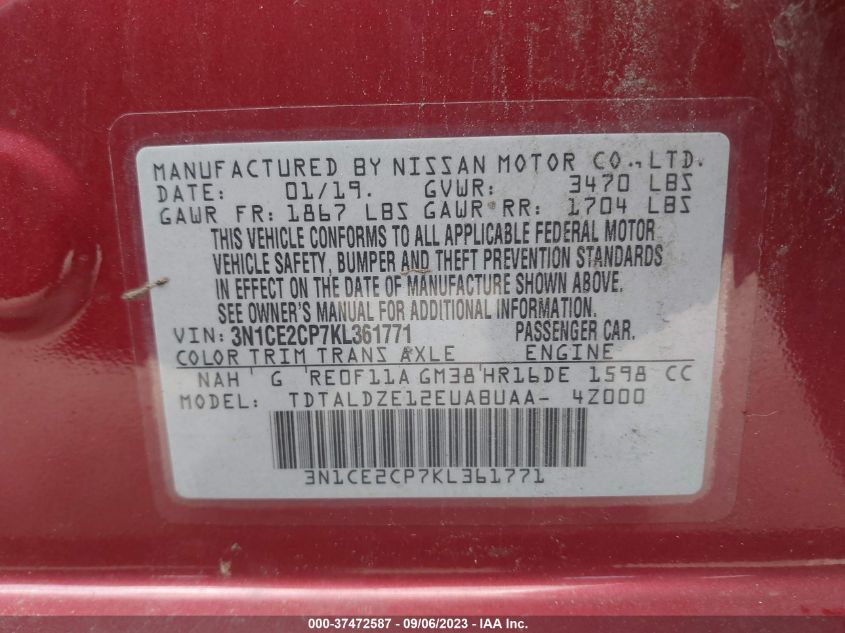 MANUFACTURED BY NISSAN MOTOR CO.,LTD.
DATE: 01/19. GVWR: 3470 LBS
GAWR FR: 1867 LBS GAWR RR: 1704 LBS
THIS VEHICLE CONFORMS TO ALL APPLICABLE FEDERAL MOTOR
VEHICLE SAFETY, BUMPER AND THEFT PREVENTION STANDARDS
IN EFFECT ON THE DATE OF MANUFACTURE SHOWN ABOVE.
SEE OWNER'S MANUAL FOR ADDITIONAL INFORMATION.
VIN: 3N1CE2CP7KL361771 PASSENGER CAR.
COLOR TRIM TRANS AXLE ENGINE
NAH G RE0F11A GM38 HR16DE 1598 CC
MODEL: TDTALDZE12EUABUAA- 4Z000
3N1CE2CP7KL361771
000-37472587 - 09/06/2023 - IAA Inc.